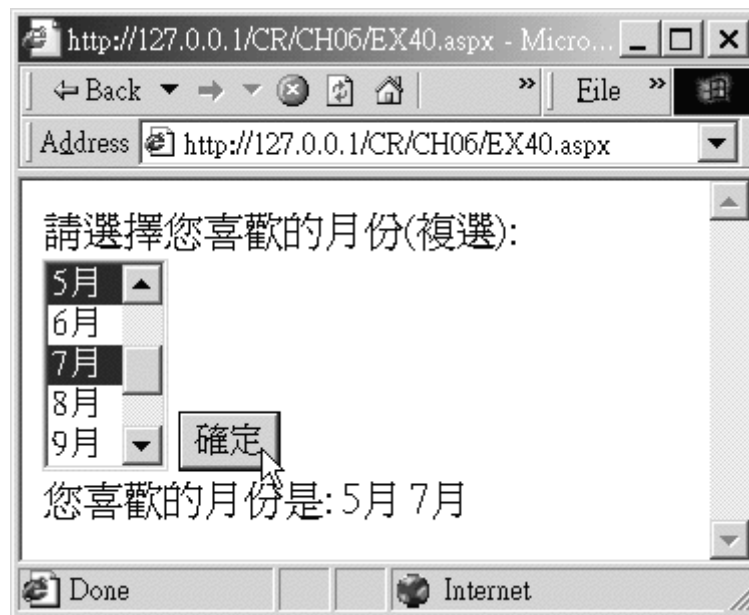 http://127.0.0.1/CR/CH06/EX40.aspx - Micro...
Back » File »
Address http://127.0.0.1/CR/CH06/EX40.aspx
請選擇您喜歡的月份(複選):
5月
6月
7月
8月
9月
確定
您喜歡的月份是: 5月 7月
Done Internet